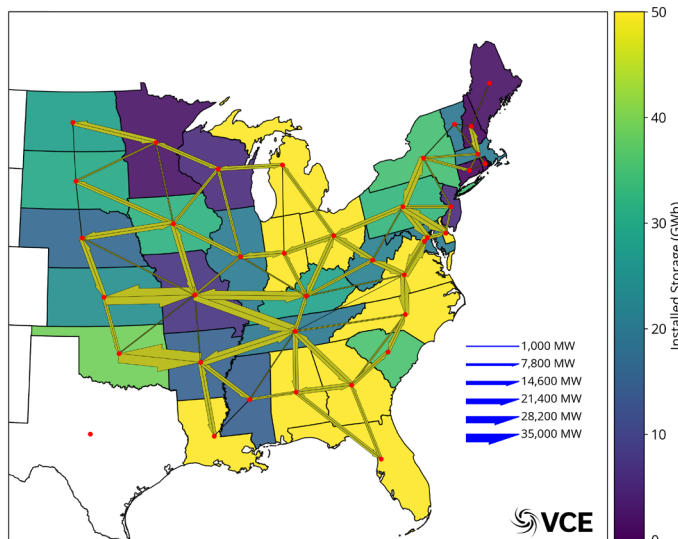 50
40
30
20
10
0
Installed Storage (GWh)
1,000 MW
7,800 MW
14,600 MW
21,400 MW
28,200 MW
35,000 MW
VCE